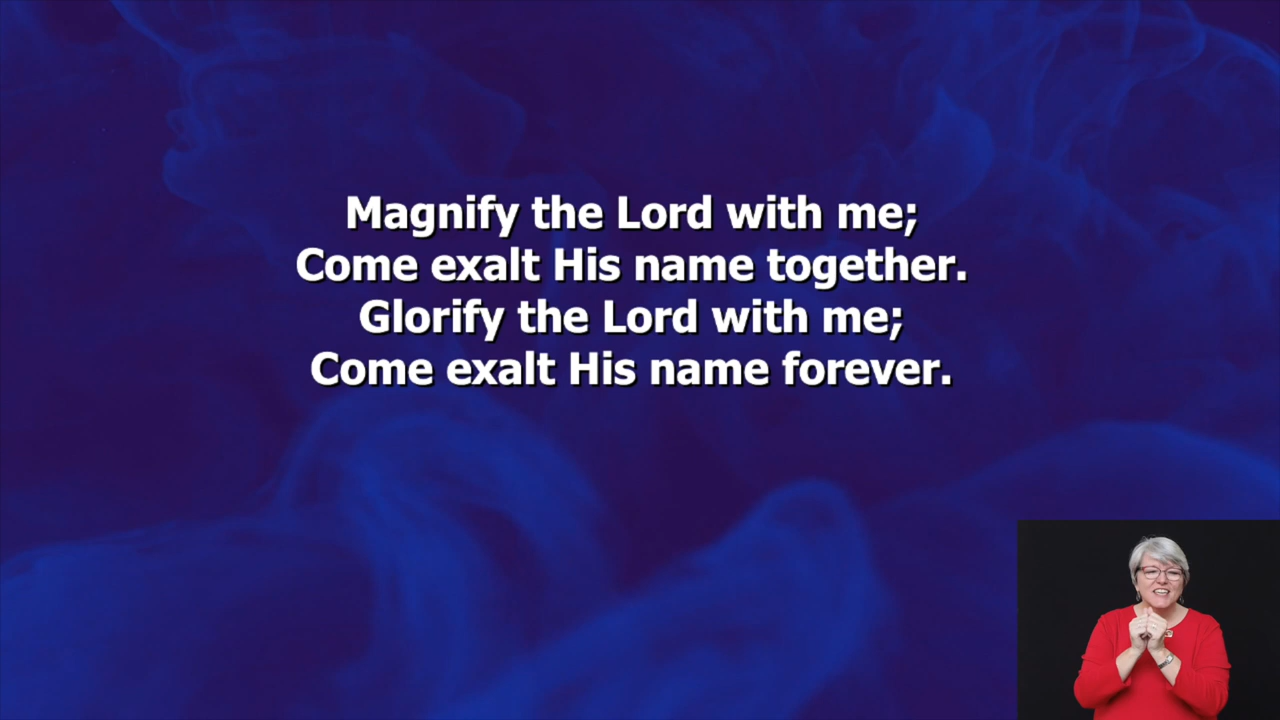 Magnify the Lord with me;
Come exalt His name together.
Glorify the Lord with me;
Come exalt His name forever.